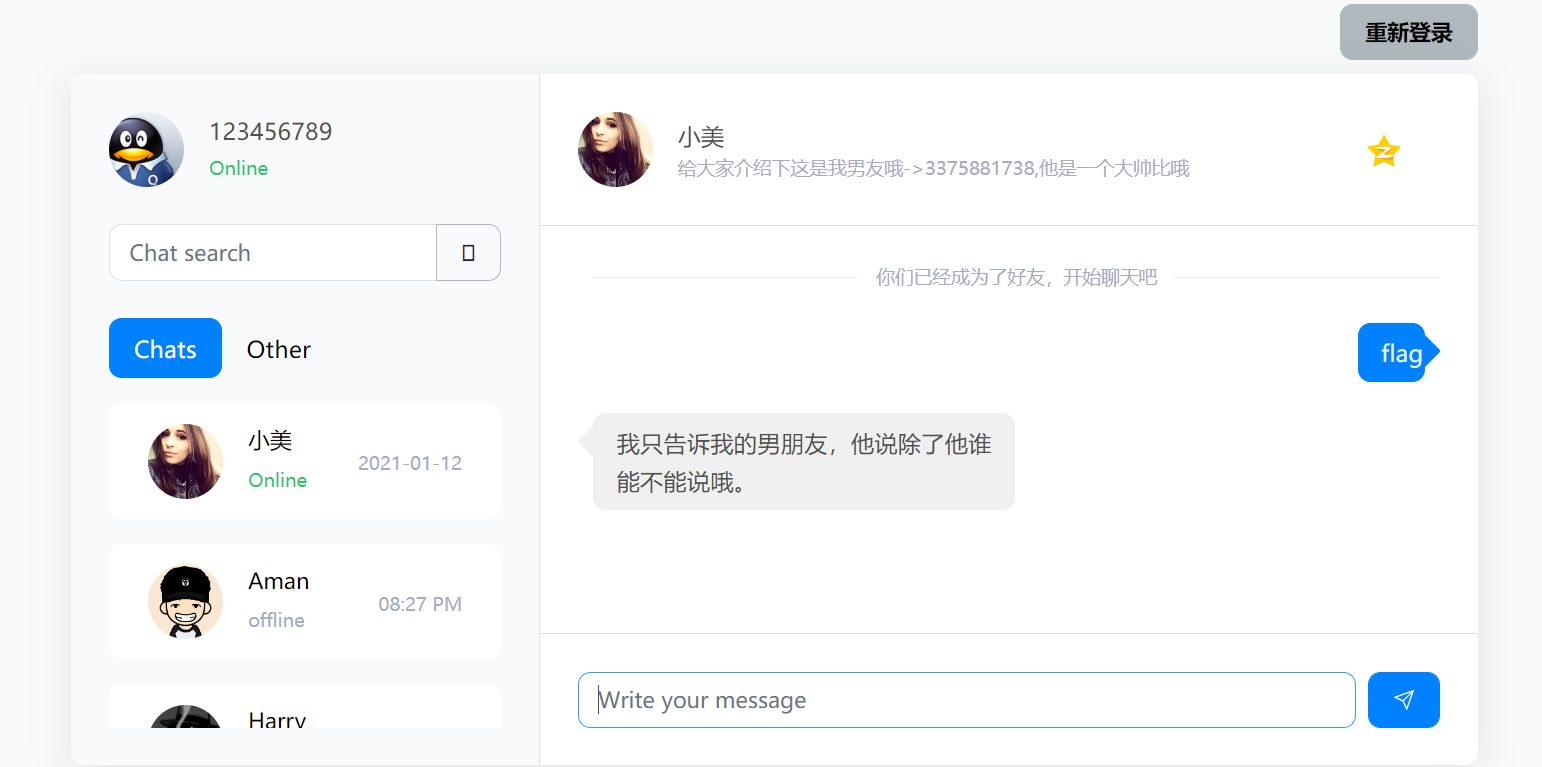 重新登录
123456789
Online
Chat search
Chats
Other
小美
Online
2021-01-12
Aman
offline
08:27 PM
Harry
小美
给大家介绍下这是我男友哦->3375881738,他是一个大帅比哦
你们已经成为了好友，开始聊天吧
flag
我只告诉我的男朋友，他说除了他谁
能不能说哦。
Write your message